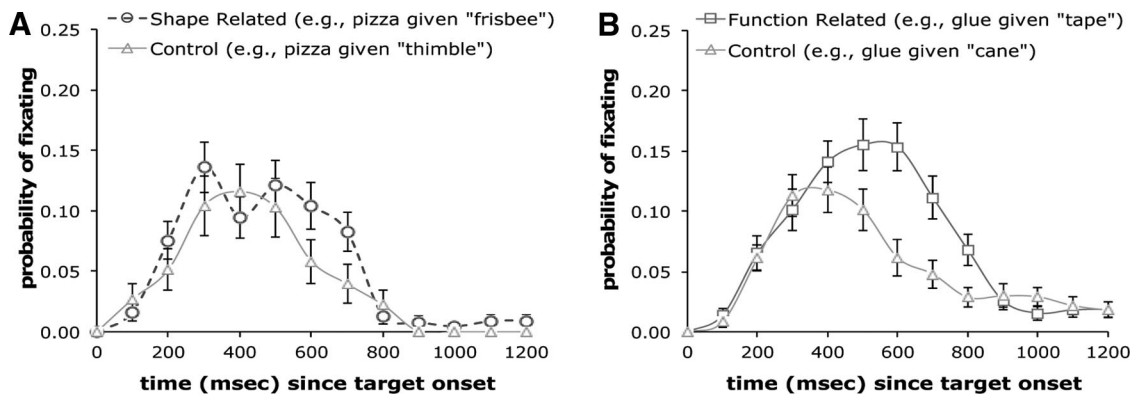 A
0.25
0.20
0.15
0.10
0.05
0.00
probability of fixating
Shape Related (e.g., pizza given "frisbee")
Control (e.g., pizza given "thimble")
0 200 400 600 800 1000 1200
time (msec) since target onset
B
0.25
0.20
0.15
0.10
0.05
0.00
probability of fixating
Function Related (e.g., glue given "tape")
Control (e.g., glue given "cane")
0 200 400 600 800 1000 1200
time (msec) since target onset